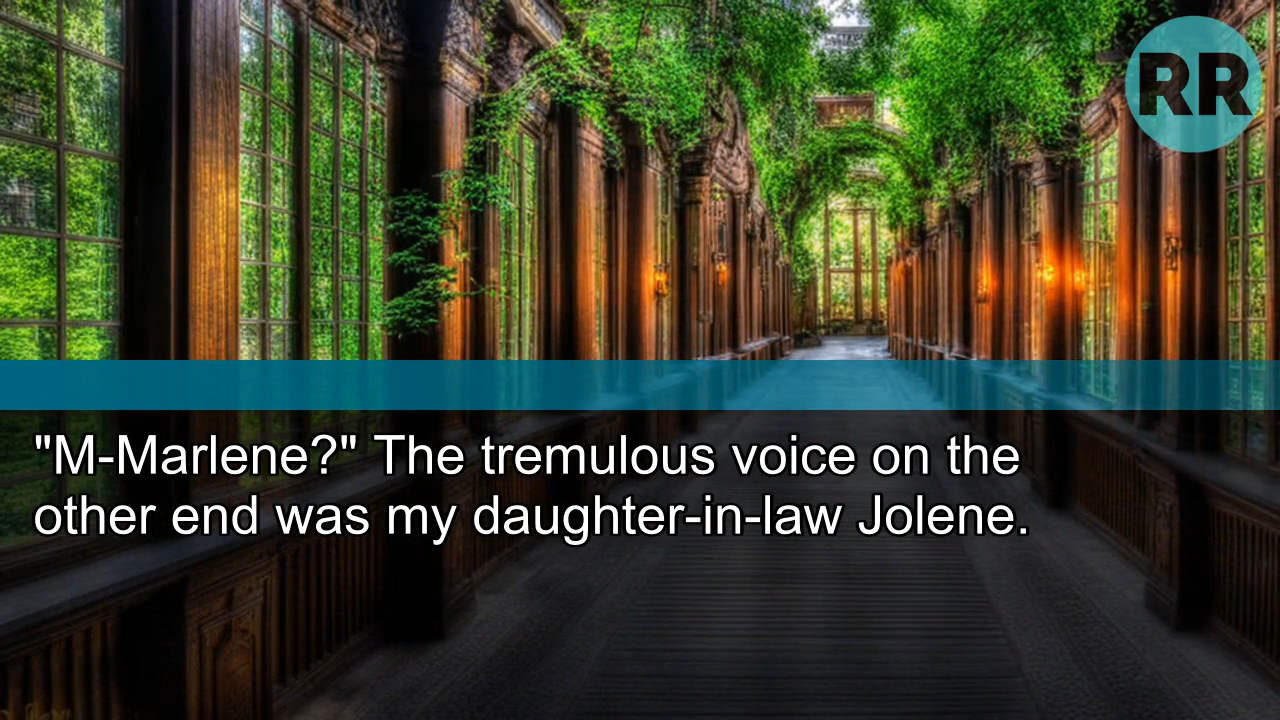 RR
"M-Marlene?" The tremulous voice on the
other end was my daughter-in-law Jolene.